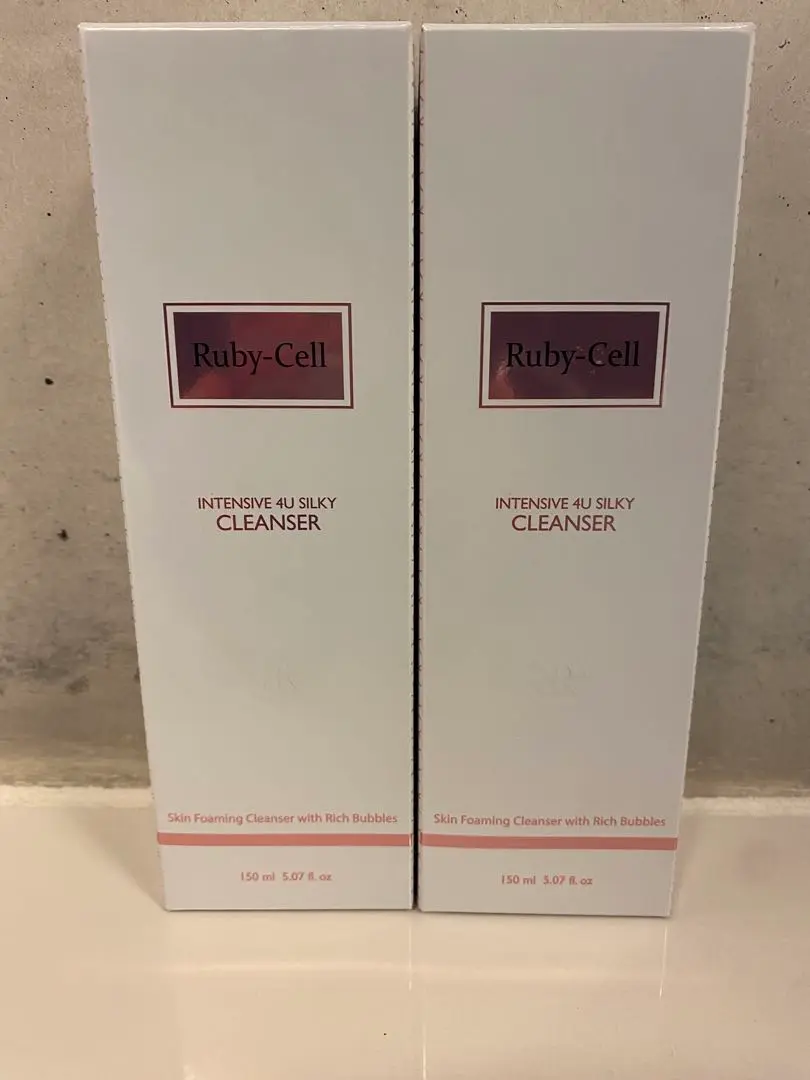 Ruby-Cell
INTENSIVE 4U SILKY
CLEANSER
Skin Foaming Cleanser with Rich Bubbles
150 ml 5.07 fl. oz
Ruby-Cell
INTENSIVE 4U SILKY
CLEANSER
Skin Foaming Cleanser with Rich Bubbles
150 ml 5.07 fl. oz